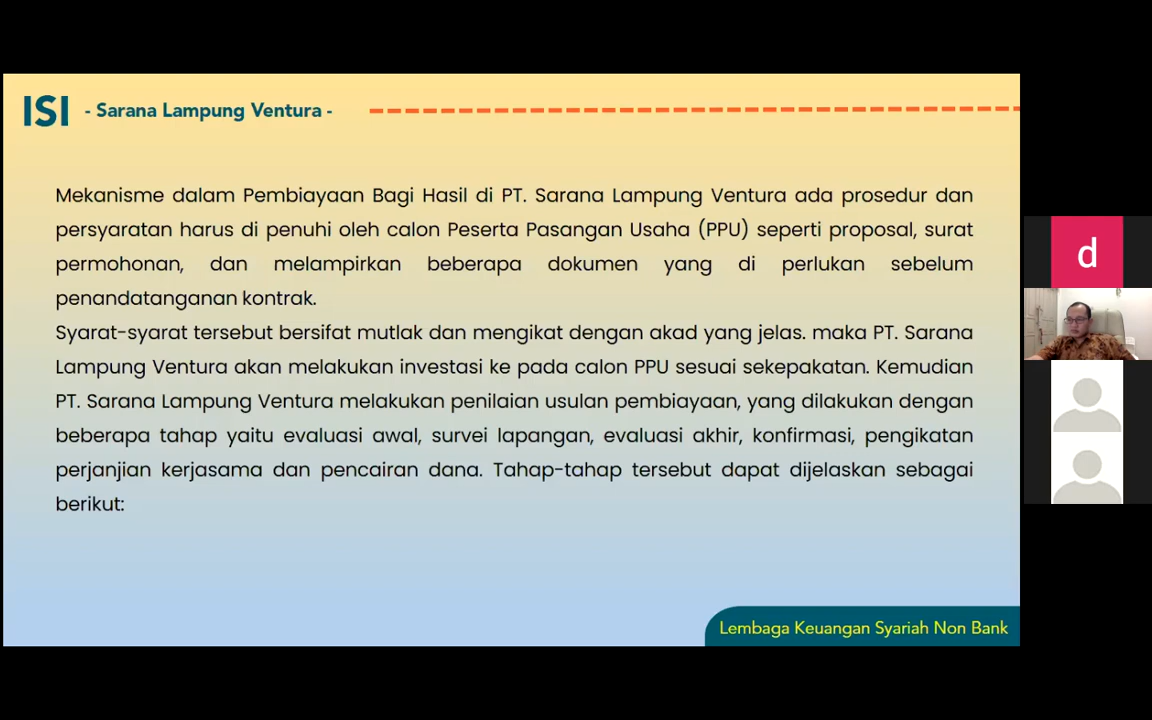 ISI - Sarana Lampung Ventura -
Mekanisme dalam Pembiayaan Bagi Hasil di PT. Sarana Lampung Ventura ada prosedur dan
persyaratan harus di penuhi oleh calon Peserta Pasangan Usaha (PPU) seperti proposal, surat
permohonan, dan melampirkan beberapa dokumen yang di perlukan sebelum
penandatanganan kontrak.
Syarat-syarat tersebut bersifat mutlak dan mengikat dengan akad yang jelas. maka PT. Sarana
Lampung Ventura akan melakukan investasi ke pada calon PPU sesuai sekepakatan. Kemudian
PT. Sarana Lampung Ventura melakukan penilaian usulan pembiayaan, yang dilakukan dengan
beberapa tahap yaitu evaluasi awal, survei lapangan, evaluasi akhir, konfirmasi, pengikatan
perjanjian kerjasama dan pencairan dana. Tahap-tahap tersebut dapat dijelaskan sebagai
berikut:
Lembaga Keuangan Syariah Non Bank
d